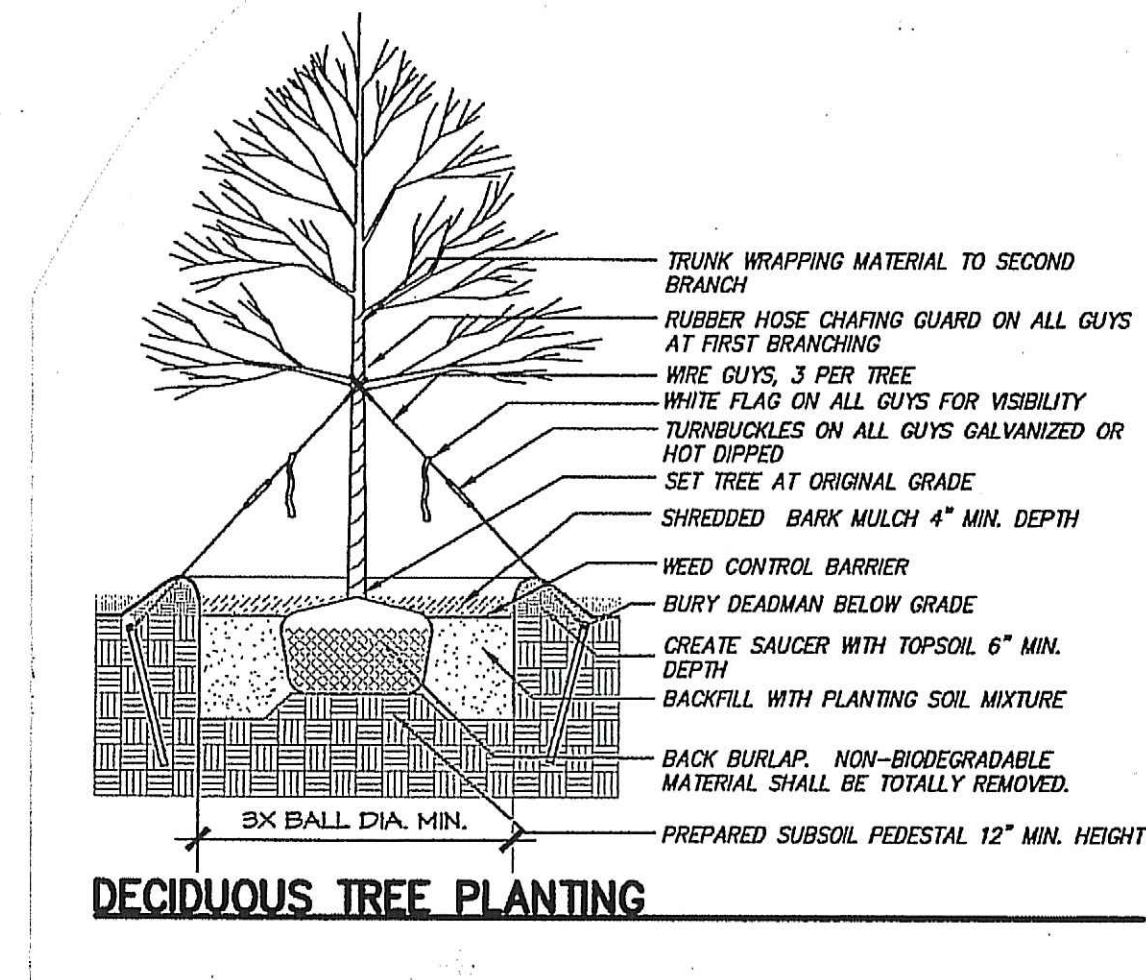 TRUNK WRAPPING MATERIAL TO SECOND
BRANCH
RUBBER HOSE CHAFING GUARD ON ALL GUYS
AT FIRST BRANCHING
WIRE GUYS, 3 PER TREE
WHITE FLAG ON ALL GUYS FOR VISIBILITY
TURNBUCKLES ON ALL GUYS GALVANIZED OR
HOT DIPPED
SET TREE AT ORIGINAL GRADE
SHREDDED BARK MULCH 4" MIN. DEPTH
WEED CONTROL BARRIER
BURY DEADMAN BELOW GRADE
CREATE SAUCER WITH TOPSOIL 6" MIN.
DEPTH
BACKFILL WITH PLANTING SOIL MIXTURE
BACK BURLAP. NON-BIODEGRADABLE
MATERIAL SHALL BE TOTALLY REMOVED.
PREPARED SUBSOIL PEDESTAL 12" MIN. HEIGHT
3X BALL DIA. MIN.
DECIDUOUS TREE PLANTING